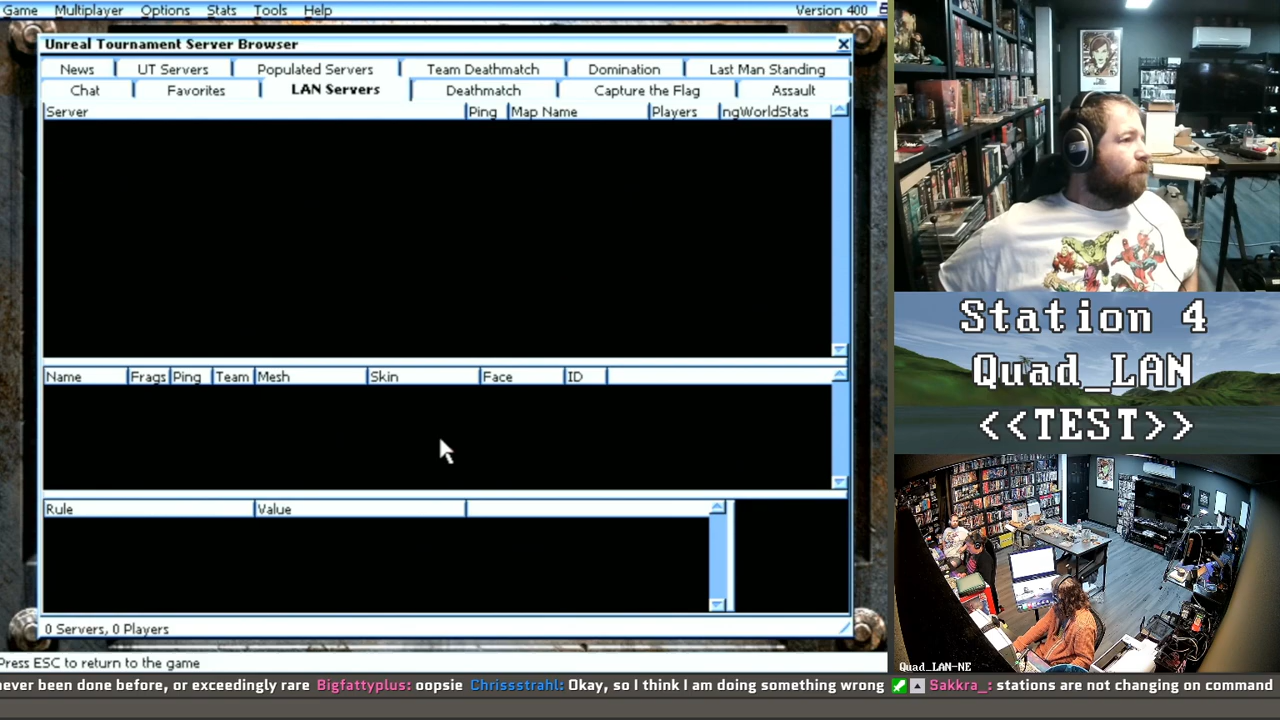 Game Multiplayer Options Stats Tools Help Version 400
Unreal Tournament Server Browser
News UT Servers Populated Servers Team Deathmatch Domination Last Man Standing
Chat Favorites LAN Servers Deathmatch Capture the Flag Assault
Server Ping Map Name Players ngWorldStats
Name Frags Ping Team Mesh Skin Face ID
Rule Value
0 Servers, 0 Players
Press ESC to return to the game
Station 4
Quad_LAN
<<TEST>>
Quad_LAN-NE
never been done before, or exceedingly rare Bigfattyplus: oopsie Chrissstrahl: Okay, so I think I am doing something wrong Sakkra_: stations are not changing on command